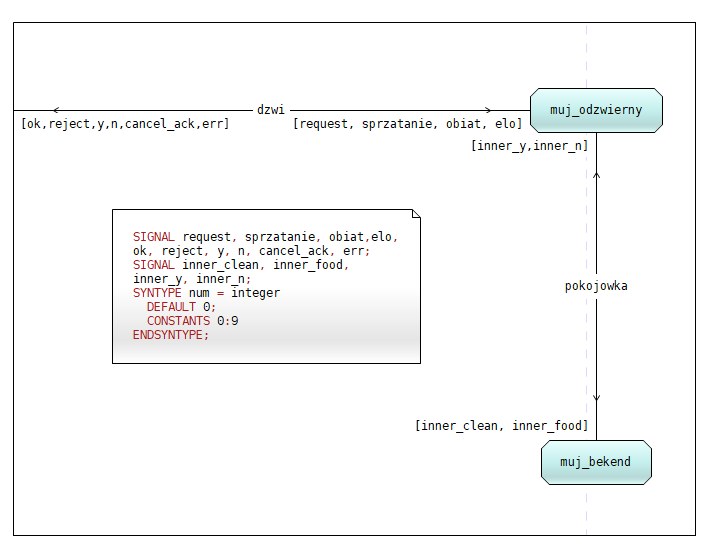 dzwi
muj_odzwierny
[ok,reject,y,n,cancel_ack,err]
[request, sprzatanie, obiat, elo]
[inner_y,inner_n]
SIGNAL request, sprzatanie, obiat,elo,
ok, reject, y, n, cancel_ack, err;
SIGNAL inner_clean, inner_food,
inner_y, inner_n;
SYNTYPE num = integer
DEFAULT 0;
CONSTANTS 0:9
ENDSYNTYPE;
pokojowka
[inner_clean, inner_food]
muj_bekend